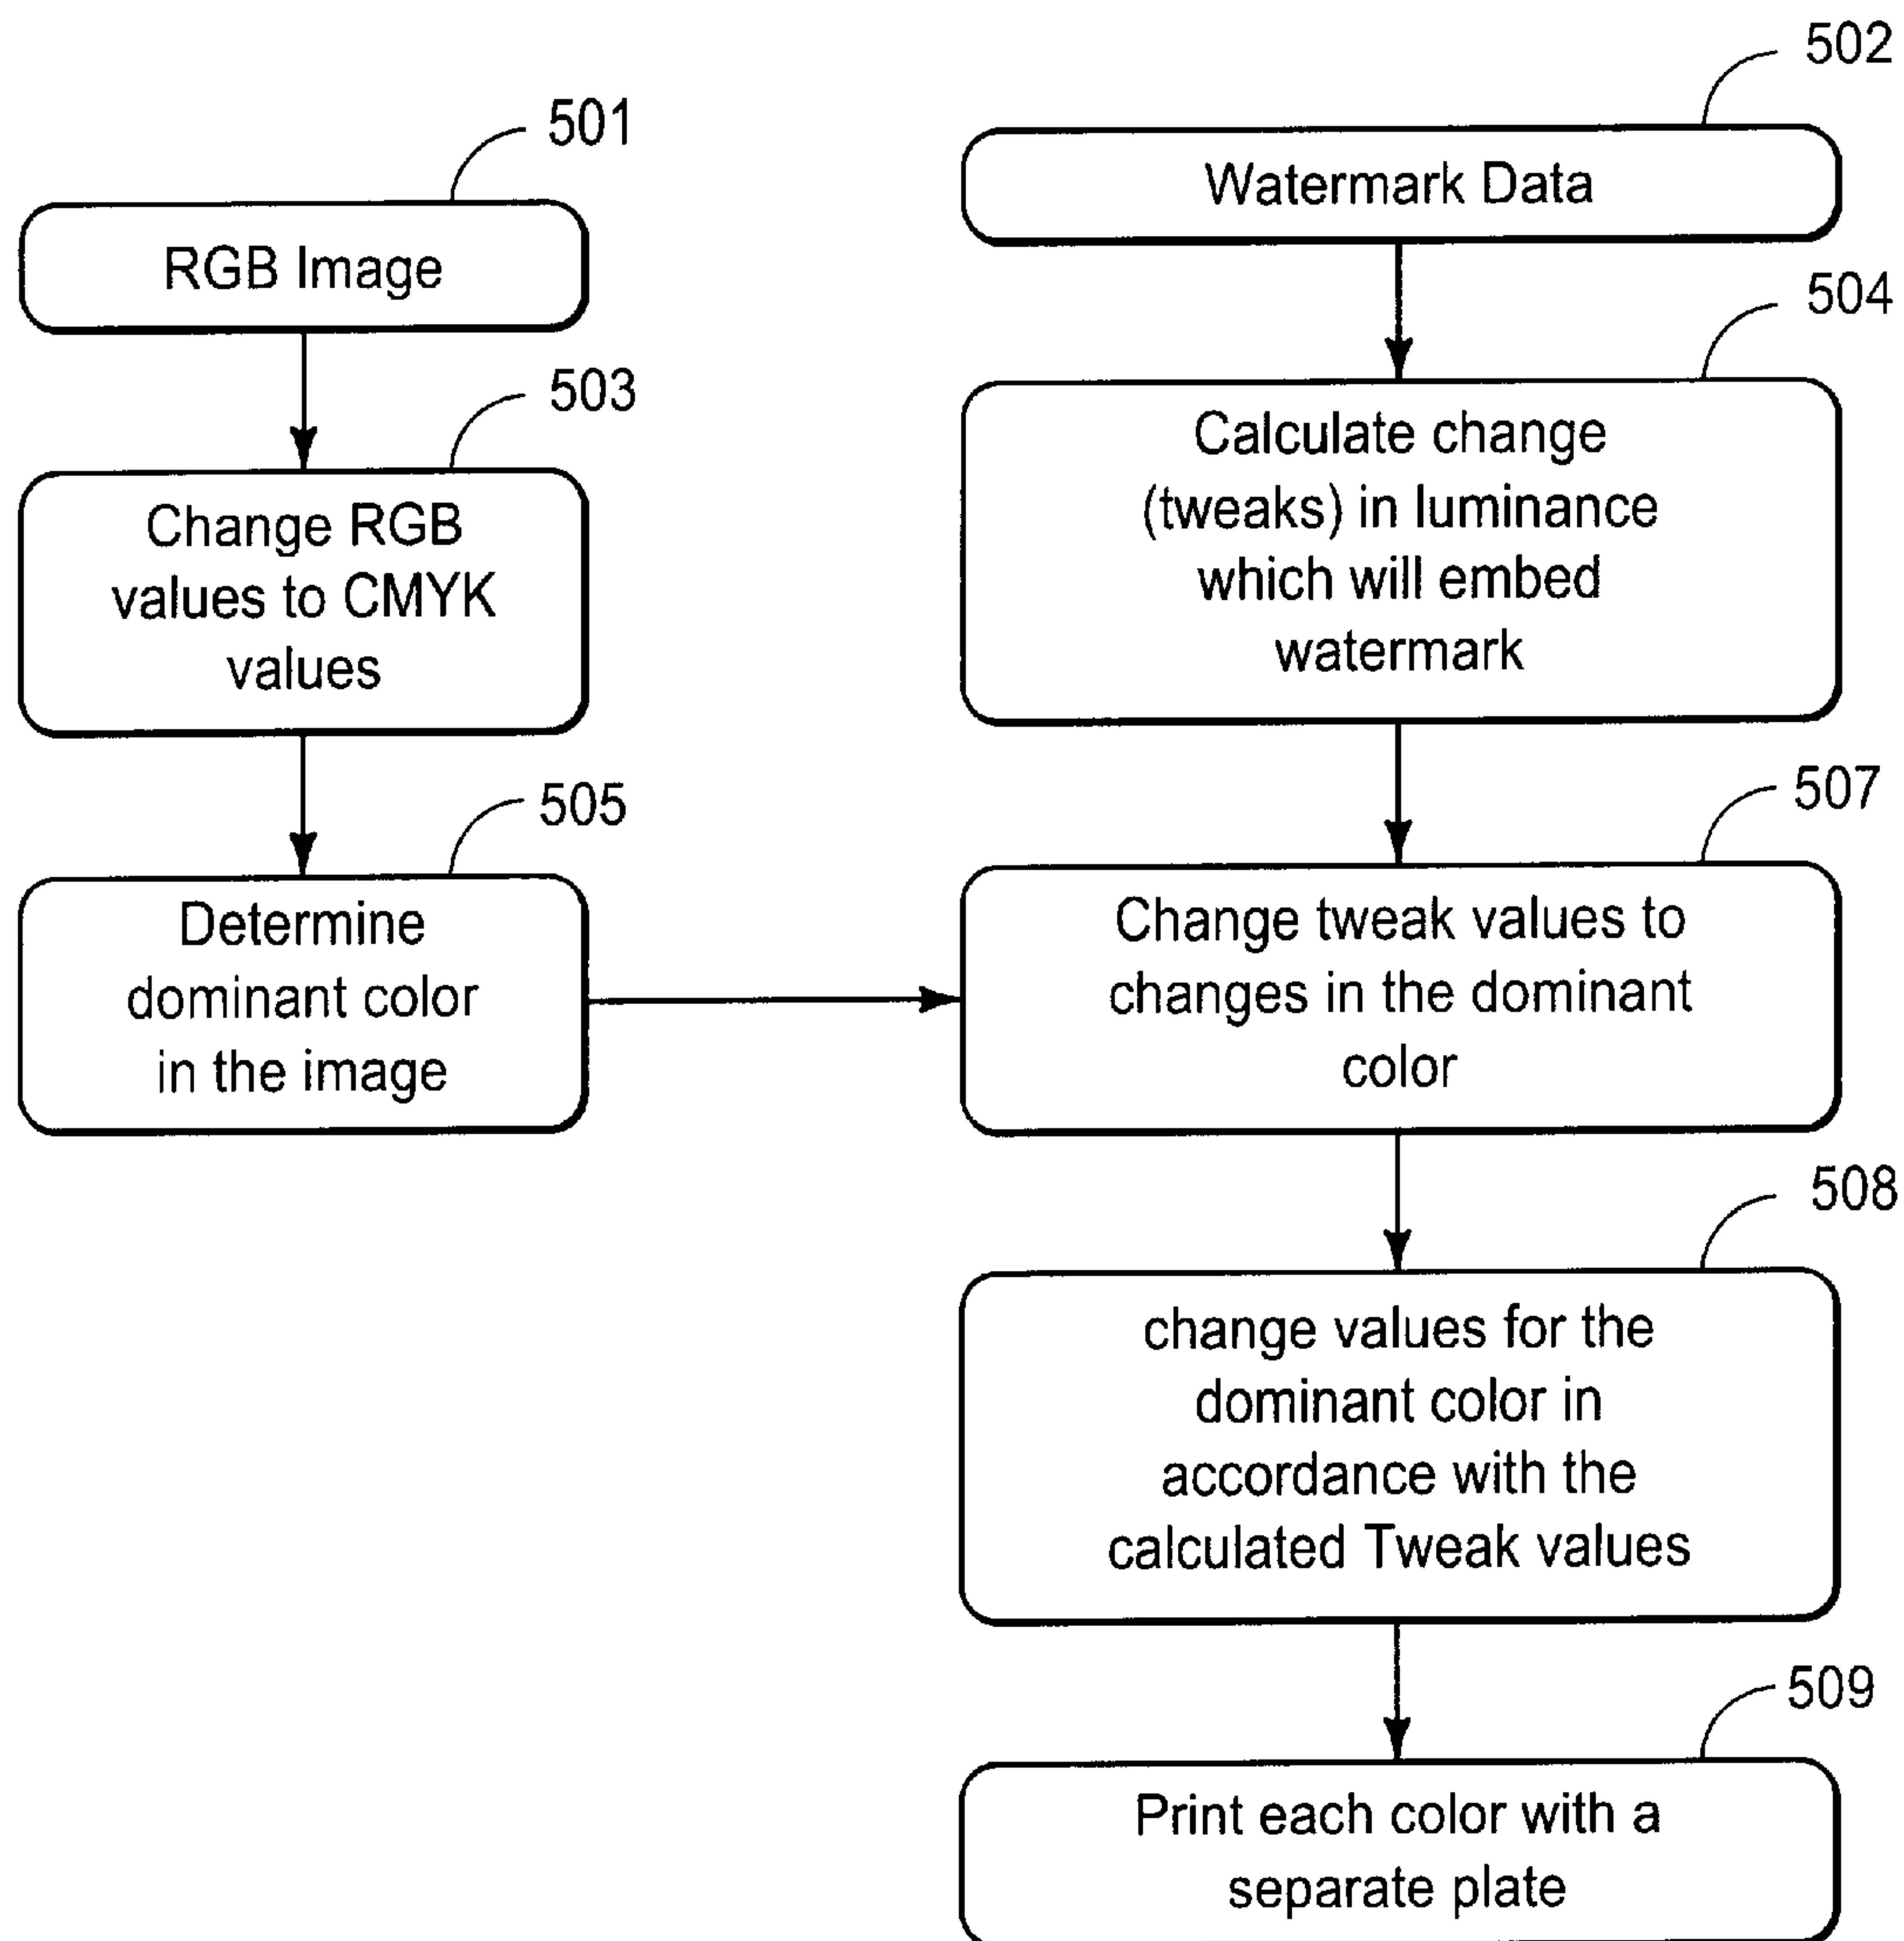 501
RGB Image
503
Change RGB
values to CMYK
values
505
Determine
dominant color
in the image
502
Watermark Data
504
Calculate change
(tweaks) in luminance
which will embed
watermark
507
Change tweak values to
changes in the dominant
color
508
change values for the
dominant color in
accordance with the
calculated Tweak values
509
Print each color with a
separate plate